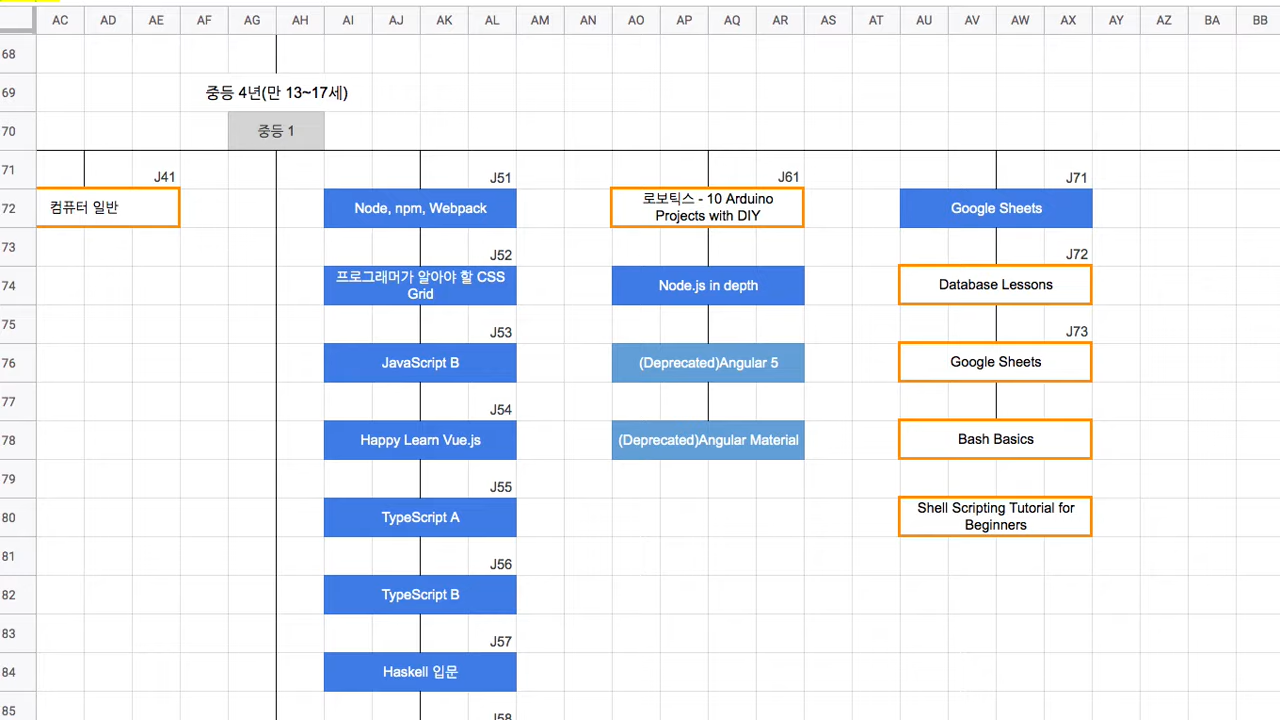 AC AD AE AF AG AH AI AJ AK AL AM AN AO AP AQ AR AS AT AU AV AW AX AY AZ BA BB
68
69
중등 4년(만 13~17세)
70
중등 1
71
J41
J51
J61
J71
72
컴퓨터 일반
Node, npm, Webpack
로보틱스 - 10 Arduino
Projects with DIY
Google Sheets
73
J52
J72
74
프로그래머가 알아야 할 CSS
Grid
Node.js in depth
Database Lessons
75
J53
J73
76
JavaScript B
(Deprecated)Angular 5
Google Sheets
77
J54
78
Happy Learn Vue.js
(Deprecated)Angular Material
Bash Basics
79
J55
80
TypeScript A
Shell Scripting Tutorial for
Beginners
81
J56
82
TypeScript B
83
J57
84
Haskell 입문
85
J58